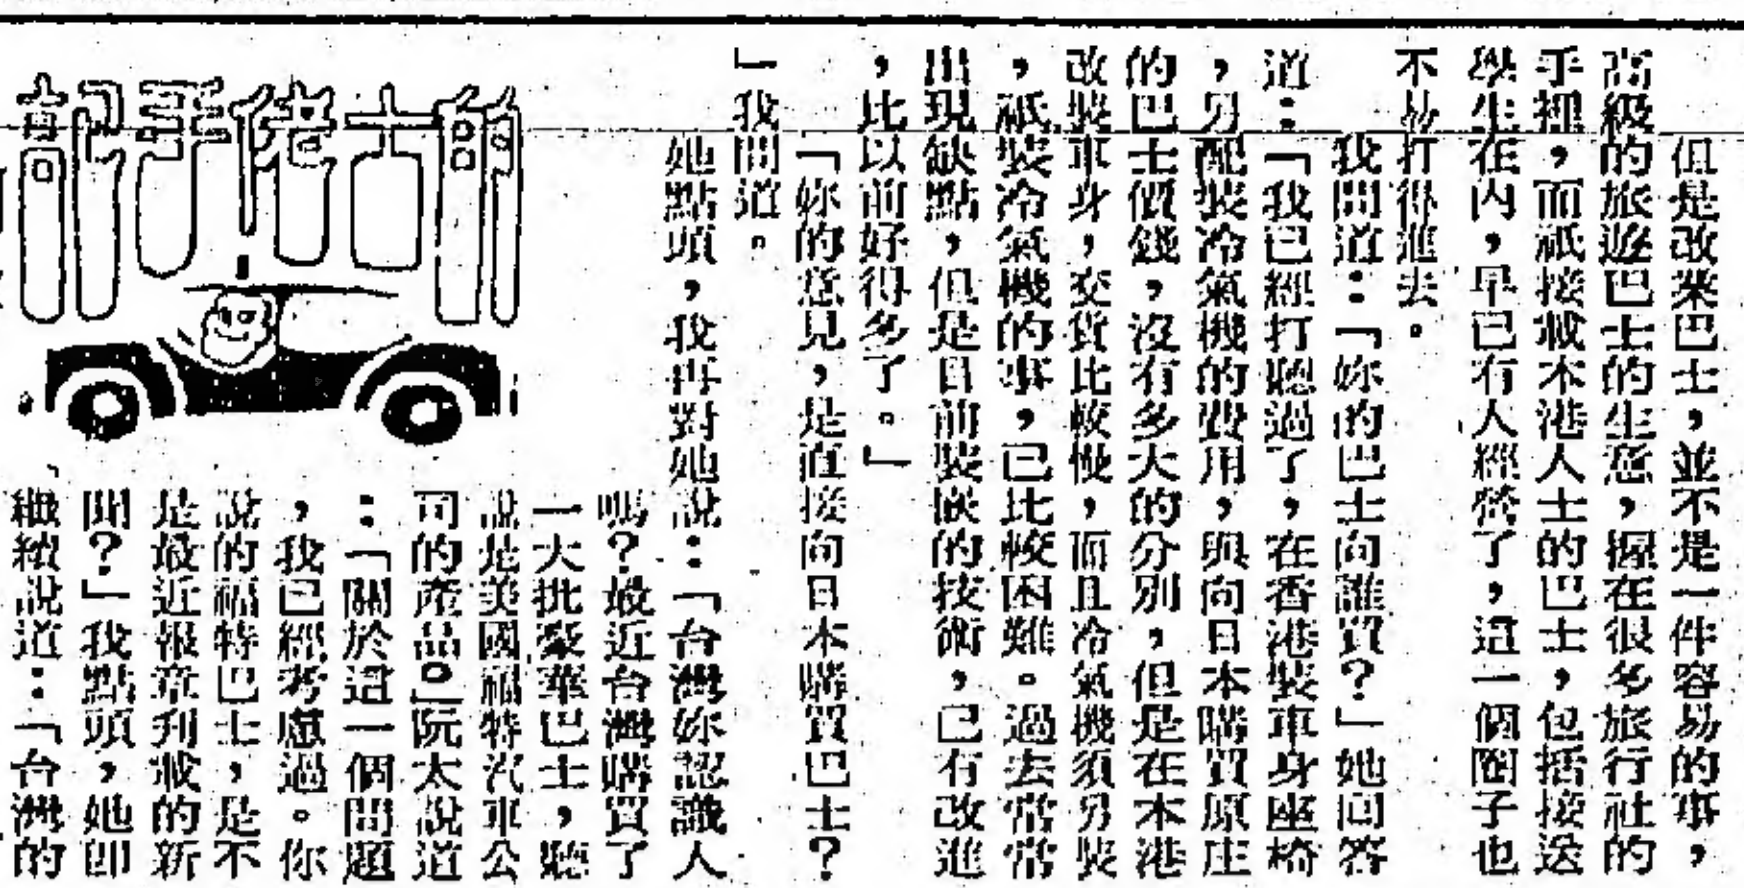 但是改業巴士，並不是一件容易的事，
高級的旅遊巴士的生意，握在很多旅行社的
手裡，而祇接載本港人士的巴士，包括接送
學生在內，早已有人經營了，這一個圈子也
不易打得進去。
我問道：「妳的巴士向誰買？」她回答
道：「我已經打聽過了，在香港裝車身座椅
，另配裝冷氣機的費用，與向日本購買原庄
的巴士價錢，沒有多大的分別，但是在本港
改裝車身，交貨比較慢，而且冷氣機須另裝
，祇裝冷氣機的事，已比較困難。過去常常
出現缺點，但是目前裝嵌的技術，已有改進
，比以前好得多了。」
「妳的意見，是直接向日本購買巴士？
」我問道。
她點頭，我再對她說：「台灣妳認識人
嗎？最近台灣購買了
一大批豪華巴士，聽
說是美國福特汽車公
司的產品。」阮太說道
：「關於這一個問題
，我已經考慮過。你
說的福特巴士，是不
是最近報章刋載的新
聞？」我點頭，她卽
繼續說道：「台灣的
的士佬手記